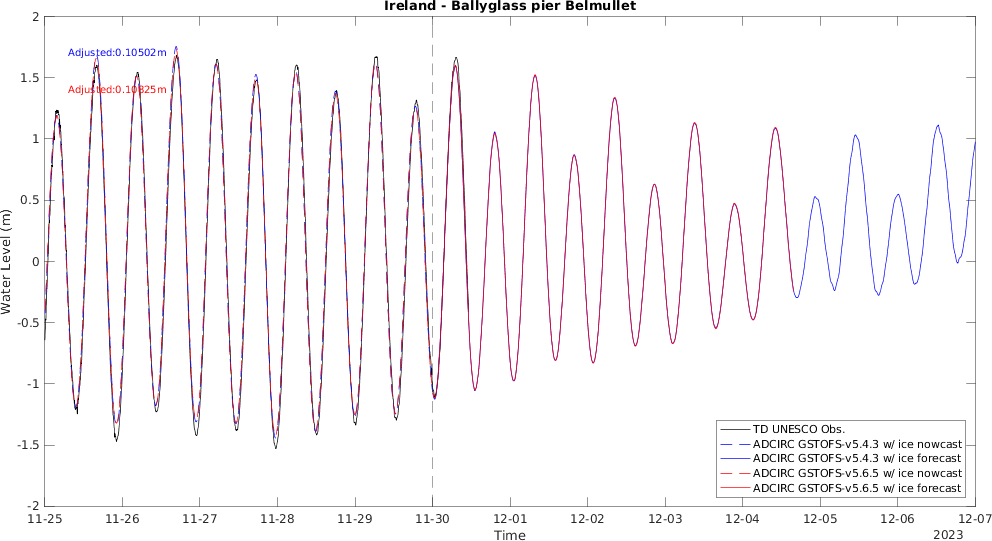 Ireland - Ballyglass pier Belmullet
2
1.5
1
0.5
0
-0.5
-1
-1.5
-2
Water Level (m)
Adjusted:0.10502m
Adjusted:0.10825m
TD UNESCO Obs.
ADCIRC GSTOFS-v5.4.3 w/ ice nowcast
ADCIRC GSTOFS-v5.4.3 w/ ice forecast
ADCIRC GSTOFS-v5.6.5 w/ ice nowcast
ADCIRC GSTOFS-v5.6.5 w/ ice forecast
11-25 11-26 11-27 11-28 11-29 11-30 12-01 12-02 12-03 12-04 12-05 12-06 12-07
Time
2023